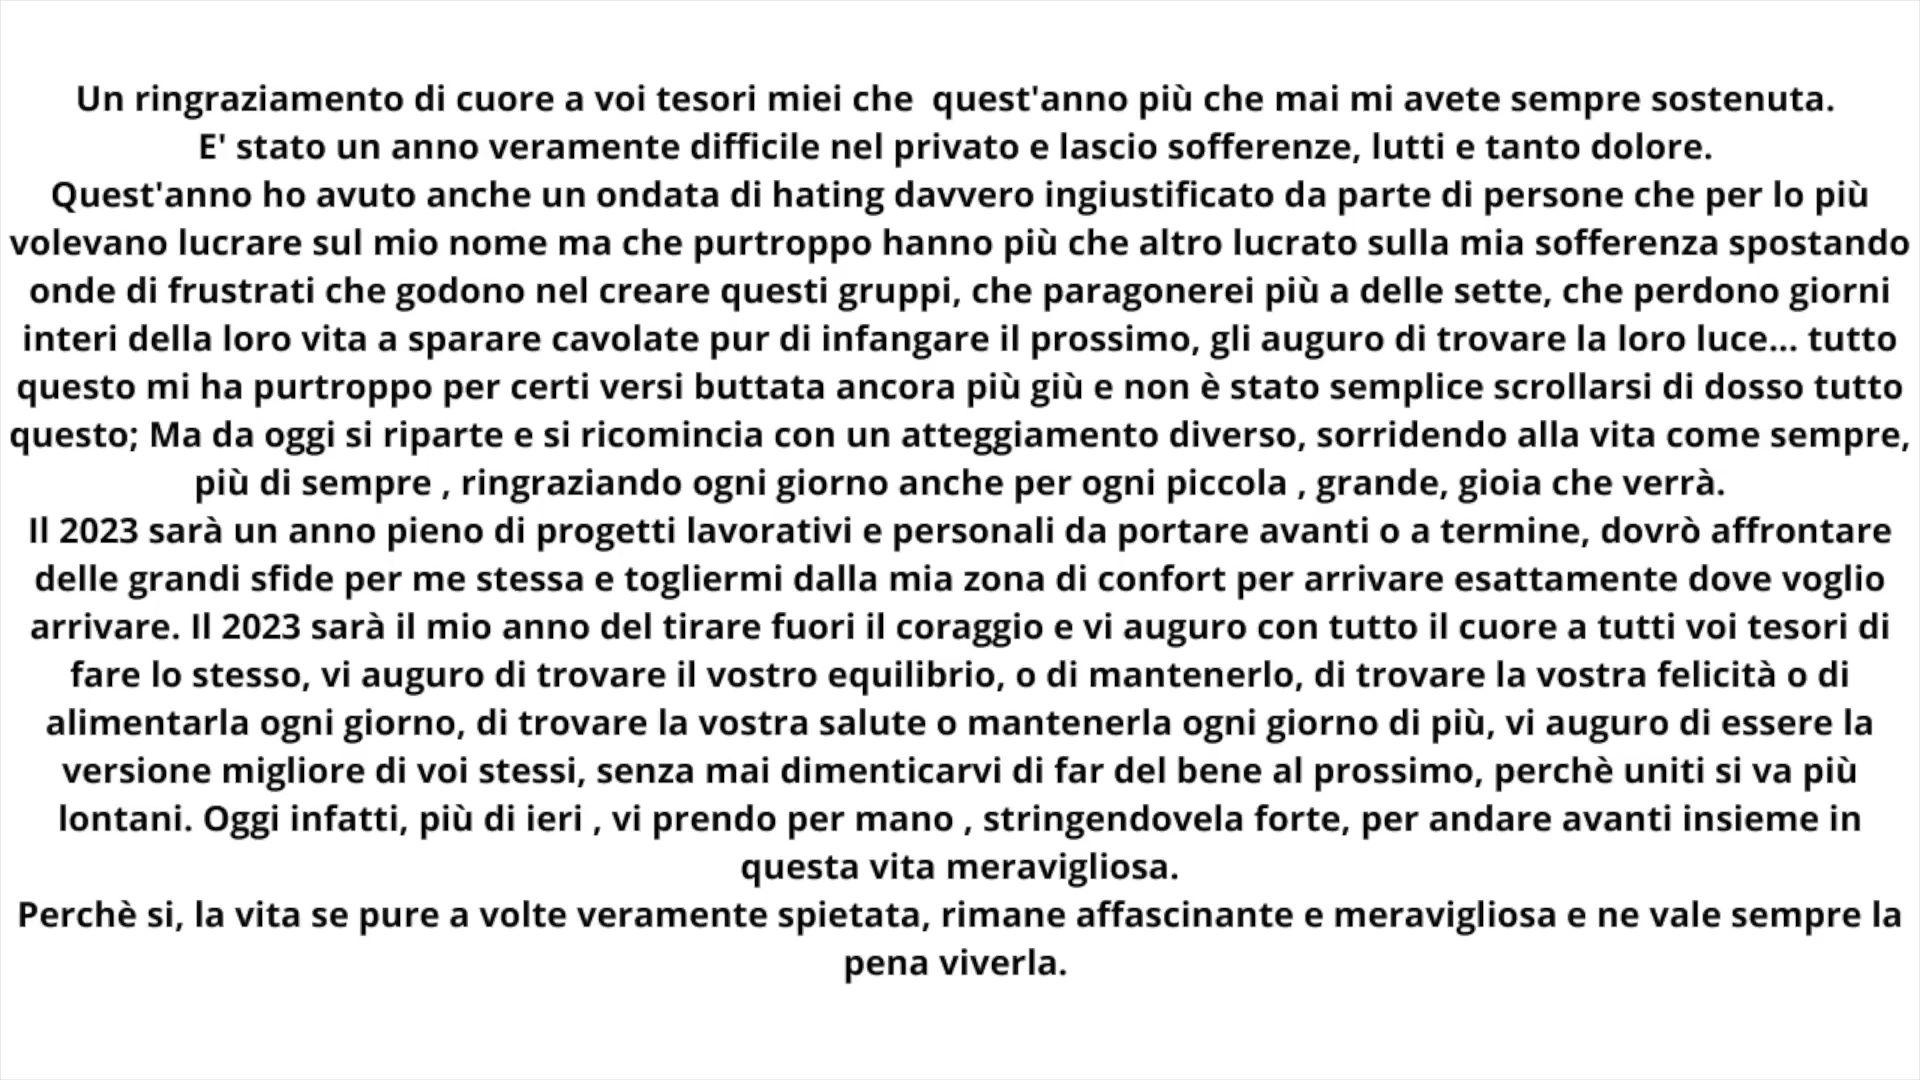 Un ringraziamento di cuore a voi tesori miei che  quest'anno più che mai mi avete sempre sostenuta.
E' stato un anno veramente difficile nel privato e lascio sofferenze, lutti e tanto dolore.
Quest'anno ho avuto anche un ondata di hating davvero ingiustificato da parte di persone che per lo più
volevano lucrare sul mio nome ma che purtroppo hanno più che altro lucrato sulla mia sofferenza spostando
onde di frustrati che godono nel creare questi gruppi, che paragonerei più a delle sette, che perdono giorni
interi della loro vita a sparare cavolate pur di infangare il prossimo, gli auguro di trovare la loro luce... tutto
questo mi ha purtroppo per certi versi buttata ancora più giù e non è stato semplice scrollarsi di dosso tutto
questo; Ma da oggi si riparte e si ricomincia con un atteggiamento diverso, sorridendo alla vita come sempre,
più di sempre , ringraziando ogni giorno anche per ogni piccola , grande, gioia che verrà.
Il 2023 sarà un anno pieno di progetti lavorativi e personali da portare avanti o a termine, dovrò affrontare
delle grandi sfide per me stessa e togliermi dalla mia zona di confort per arrivare esattamente dove voglio
arrivare. Il 2023 sarà il mio anno del tirare fuori il coraggio e vi auguro con tutto il cuore a tutti voi tesori di
fare lo stesso, vi auguro di trovare il vostro equilibrio, o di mantenerlo, di trovare la vostra felicità o di
alimentarla ogni giorno, di trovare la vostra salute o mantenerla ogni giorno di più, vi auguro di essere la
versione migliore di voi stessi, senza mai dimenticarvi di far del bene al prossimo, perchè uniti si va più
lontani. Oggi infatti, più di ieri , vi prendo per mano , stringendovela forte, per andare avanti insieme in
questa vita meravigliosa.
Perchè si, la vita se pure a volte veramente spietata, rimane affascinante e meravigliosa e ne vale sempre la
pena viverla.